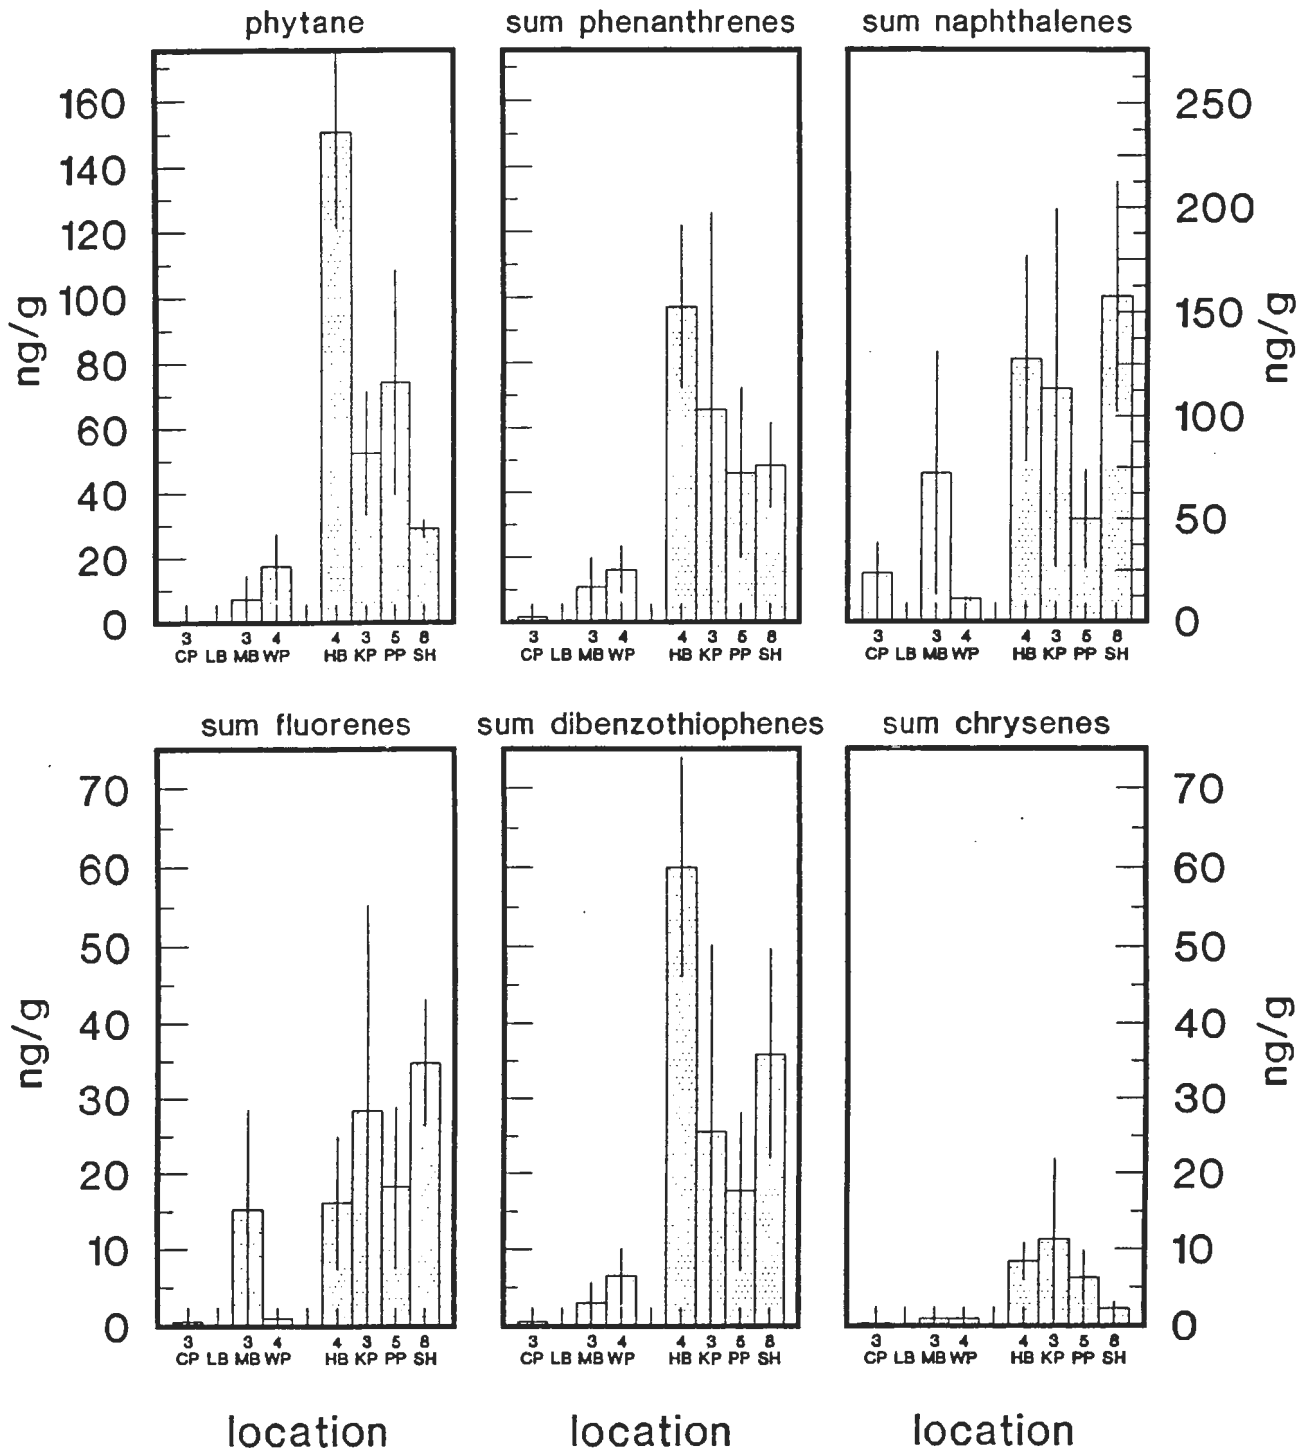 phytane sum phenanthrenes sum naphthalenes
160 250
140
120 200
100 150
ng/g ng/g
80
60 100
40
50
20
0 0
3 3 4 4 3 5 8 3 3 4 4 3 5 8 3 3 4 4 3 5 8
CP LB MB WP HB KP PP SH CP LB MB WP HB KP PP SH CP LB MB WP HB KP PP SH
sum fluorenes sum dibenzothiophenes sum chrysenes
70 70
60 60
50 50
40 40
ng/g ng/g
30 30
20 20
10 10
0 0
3 3 4 4 3 5 8 3 3 4 4 3 5 8 3 3 4 4 3 5 8
CP LB MB WP HB KP PP SH CP LB MB WP HB KP PP SH CP LB MB WP HB KP PP SH
location location location